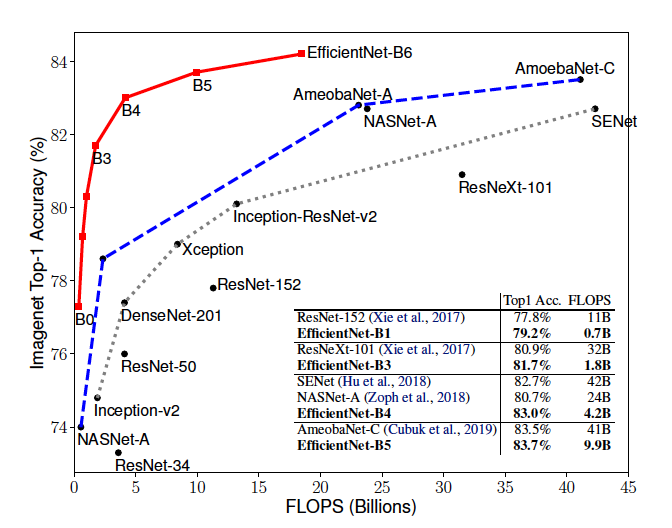 84
82
80
78
76
74
0 5 10 15 20 25 30 35 40 45
Imagenet Top-1 Accuracy (%)
FLOPS (Billions)
EfficientNet-B6
B5
B4
B3
B0
AmoebaNet-C
AmeobaNet-A
NASNet-A
SENet
ResNeXt-101
Inception-ResNet-v2
Xception
ResNet-152
DenseNet-201
ResNet-50
Inception-v2
NASNet-A
ResNet-34
Top1 Acc. FLOPS
ResNet-152 (Xie et al., 2017) 77.8% 11B
EfficientNet-B1 79.2% 0.7B
ResNeXt-101 (Xie et al., 2017) 80.9% 32B
EfficientNet-B3 81.7% 1.8B
SENet (Hu et al., 2018) 82.7% 42B
NASNet-A (Zoph et al., 2018) 80.7% 24B
EfficientNet-B4 83.0% 4.2B
AmoebaNet-C (Cubuk et al., 2019) 83.5% 41B
EfficientNet-B5 83.7% 9.9B